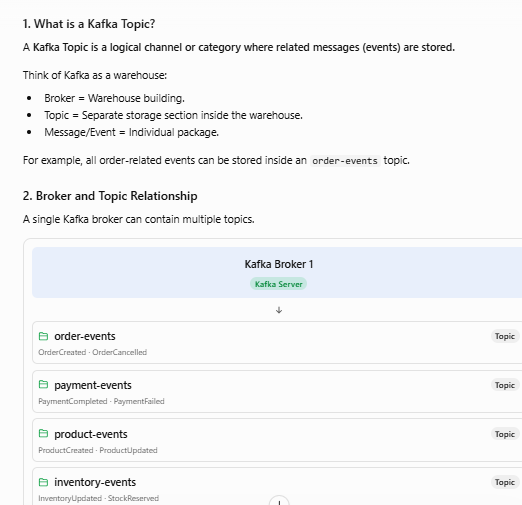 1. What is a Kafka Topic?
A Kafka Topic is a logical channel or category where related messages (events) are stored.
Think of Kafka as a warehouse:
• Broker = Warehouse building.
• Topic = Separate storage section inside the warehouse.
• Message/Event = Individual package.
For example, all order-related events can be stored inside an order-events topic.
2. Broker and Topic Relationship
A single Kafka broker can contain multiple topics.
Kafka Broker 1
Kafka Server
↓
order-events Topic
OrderCreated · OrderCancelled
payment-events Topic
PaymentCompleted · PaymentFailed
product-events Topic
ProductCreated · ProductUpdated
inventory-events Topic
InventoryUpdated · StockReserved